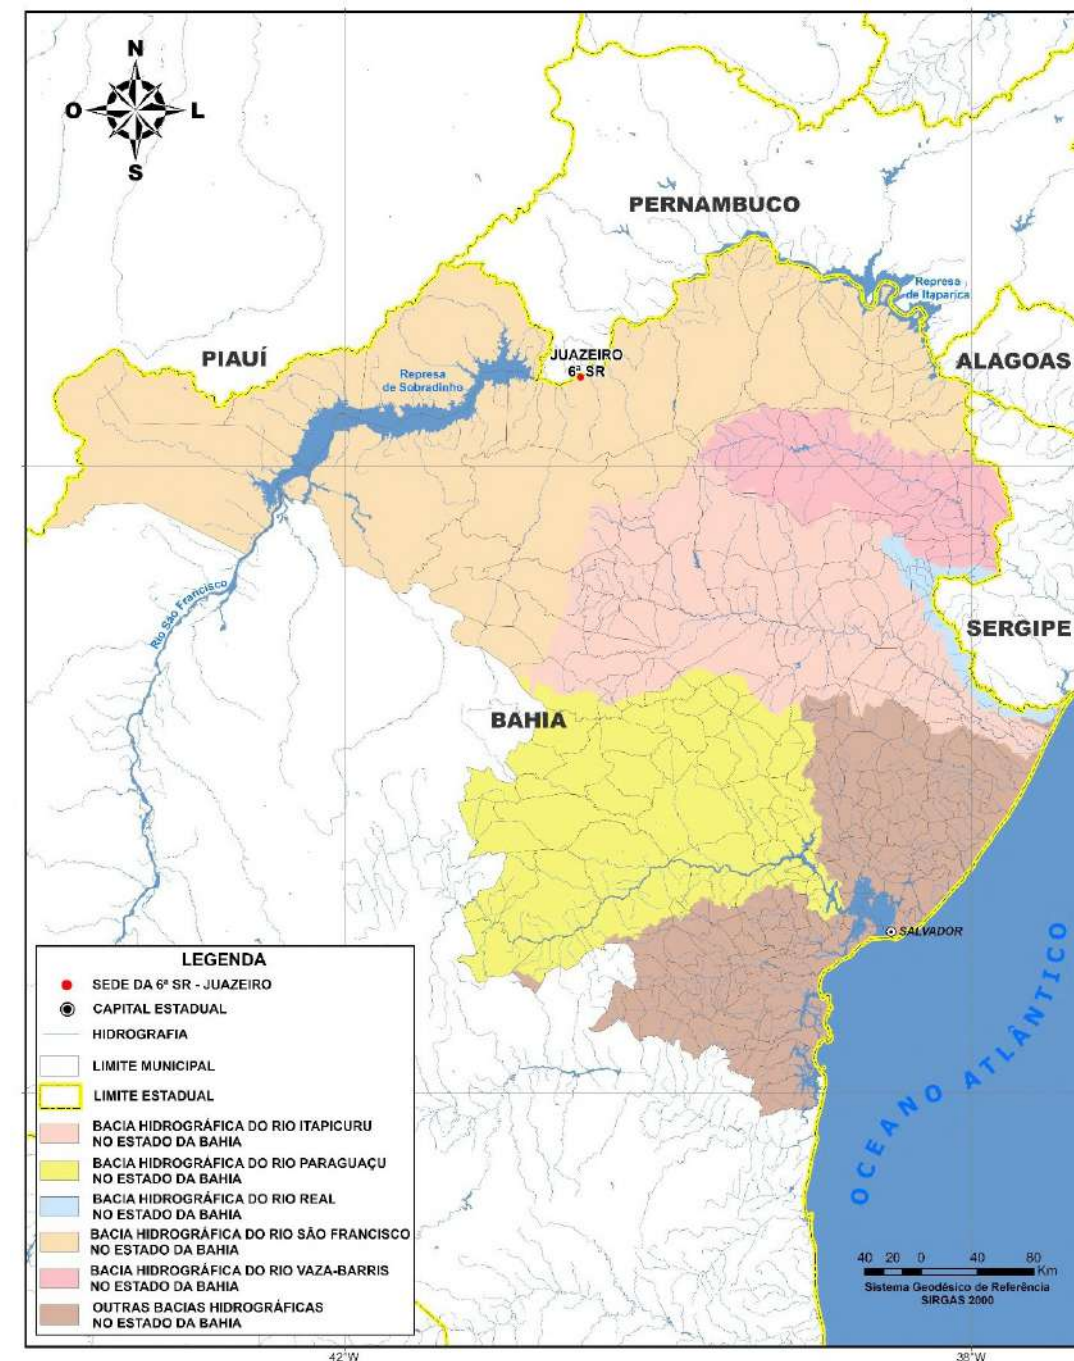 N
O
L
S
PERNAMBUCO
Represa
de Itaparica
JUAZEIRO
6ª SR
PIAUÍ
ALAGOAS
Represa
de Sobradinho
Rio São Francisco
SERGIPE
BAHIA
SALVADOR
OCEANO ATLÂNTICO
LEGENDA
SEDE DA 6ª SR - JUAZEIRO
CAPITAL ESTADUAL
HIDROGRAFIA
LIMITE MUNICIPAL
LIMITE ESTADUAL
BACIA HIDROGRÁFICA DO RIO ITAPICURU
NO ESTADO DA BAHIA
BACIA HIDROGRÁFICA DO RIO PARAGUAÇU
NO ESTADO DA BAHIA
BACIA HIDROGRÁFICA DO RIO REAL
NO ESTADO DA BAHIA
BACIA HIDROGRÁFICA DO RIO SÃO FRANCISCO
NO ESTADO DA BAHIA
BACIA HIDROGRÁFICA DO RIO VAZA-BARRIS
NO ESTADO DA BAHIA
OUTRAS BACIAS HIDROGRÁFICAS
NO ESTADO DA BAHIA
40 20 0 40 80
Km
Sistema Geodésico de Referência
SIRGAS 2000
42°W
38°W